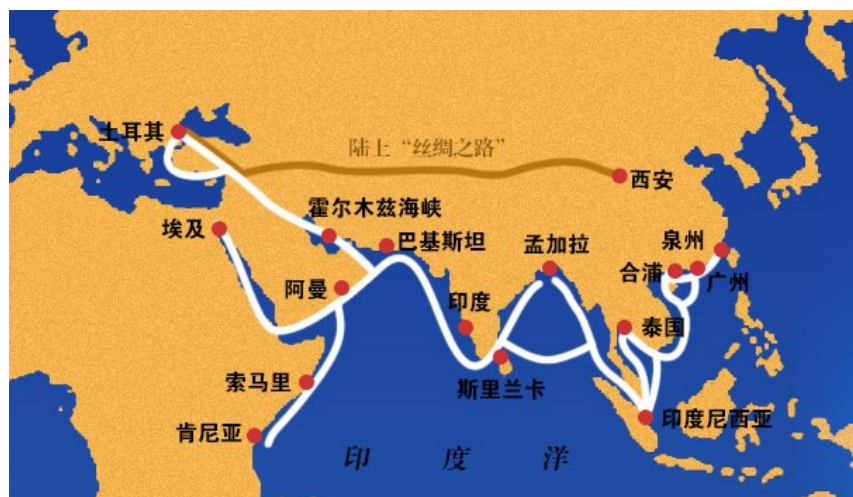 土耳其
陆上“丝绸之路”
西安
霍尔木兹海峡
埃及
巴基斯坦
孟加拉
泉州
合浦
广州
阿曼
印度
泰国
索马里
斯里兰卡
印度尼西亚
肯尼亚
印 度 洋